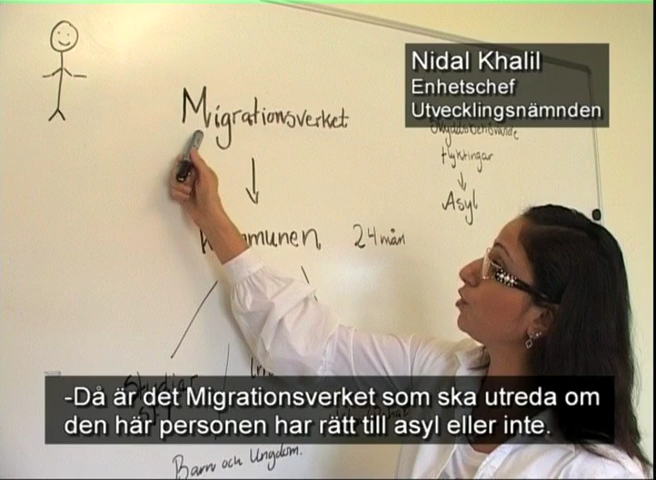 Nidal Khalil
Enhetschef
Utvecklingsnämnden
Migrationsverket
flyktingar
Asyl
24 mån
-Då är det Migrationsverket som ska utreda om
den här personen har rätt till asyl eller inte.
Barn och Ungdom.